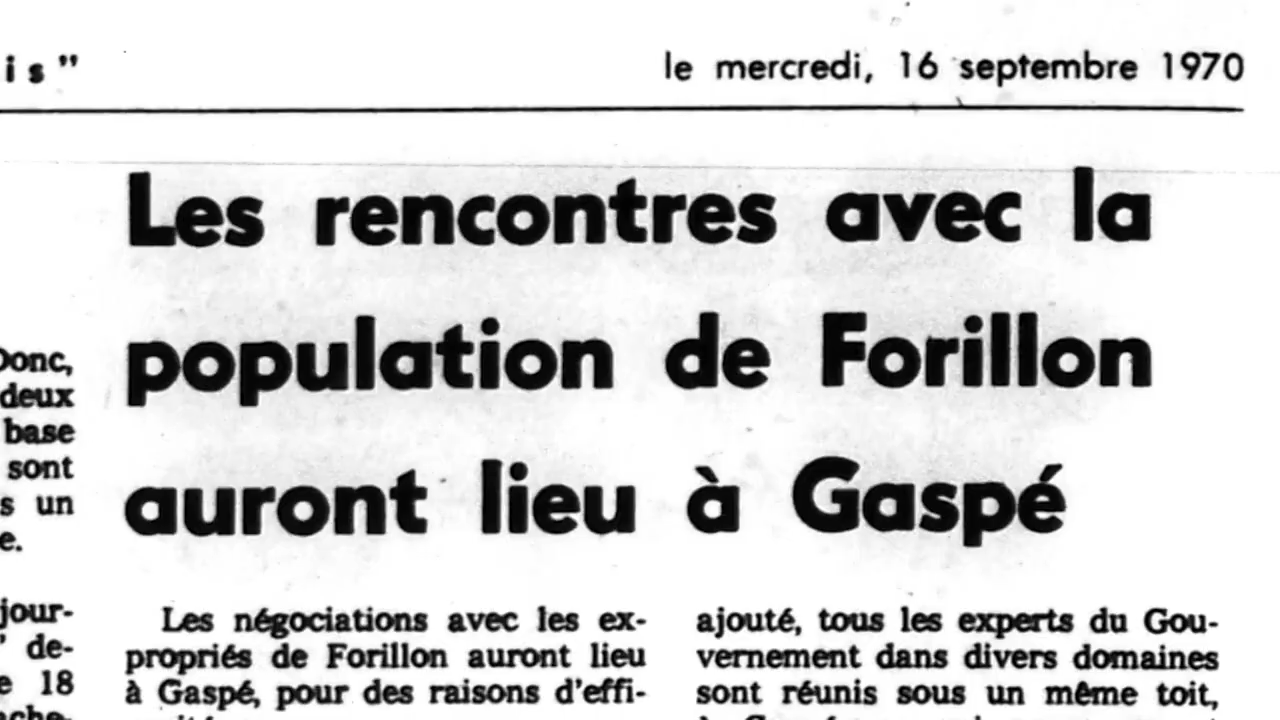 is"
le mercredi, 16 septembre 1970
Les rencontres avec la
population de Forillon
auront lieu à Gaspé
Donc,
deux
base
sont
s un
e.
jour-
" de-
e 18
Les négociations avec les ex-
propriés de Forillon auront lieu
à Gaspé, pour des raisons d'effi-
ajouté, tous les experts du Gou-
vernement dans divers domaines
sont réunis sous un même toit,